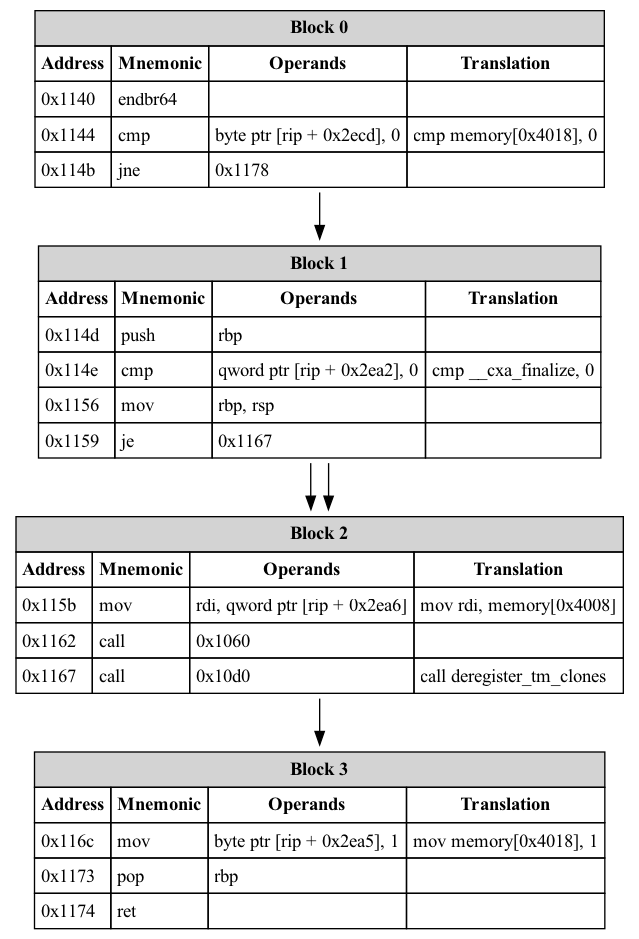 Block 0
Address Mnemonic Operands Translation
0x1140 endbr64
0x1144 cmp byte ptr [rip + 0x2ecd], 0 cmp memory[0x4018], 0
0x114b jne 0x1178
Block 1
Address Mnemonic Operands Translation
0x114d push rbp
0x114e cmp qword ptr [rip + 0x2ea2], 0 cmp __cxa_finalize, 0
0x1156 mov rbp, rsp
0x1159 je 0x1167
Block 2
Address Mnemonic Operands Translation
0x115b mov rdi, qword ptr [rip + 0x2ea6] mov rdi, memory[0x4008]
0x1162 call 0x1060
0x1167 call 0x10d0 call deregister_tm_clones
Block 3
Address Mnemonic Operands Translation
0x116c mov byte ptr [rip + 0x2ea5], 1 mov memory[0x4018], 1
0x1173 pop rbp
0x1174 ret